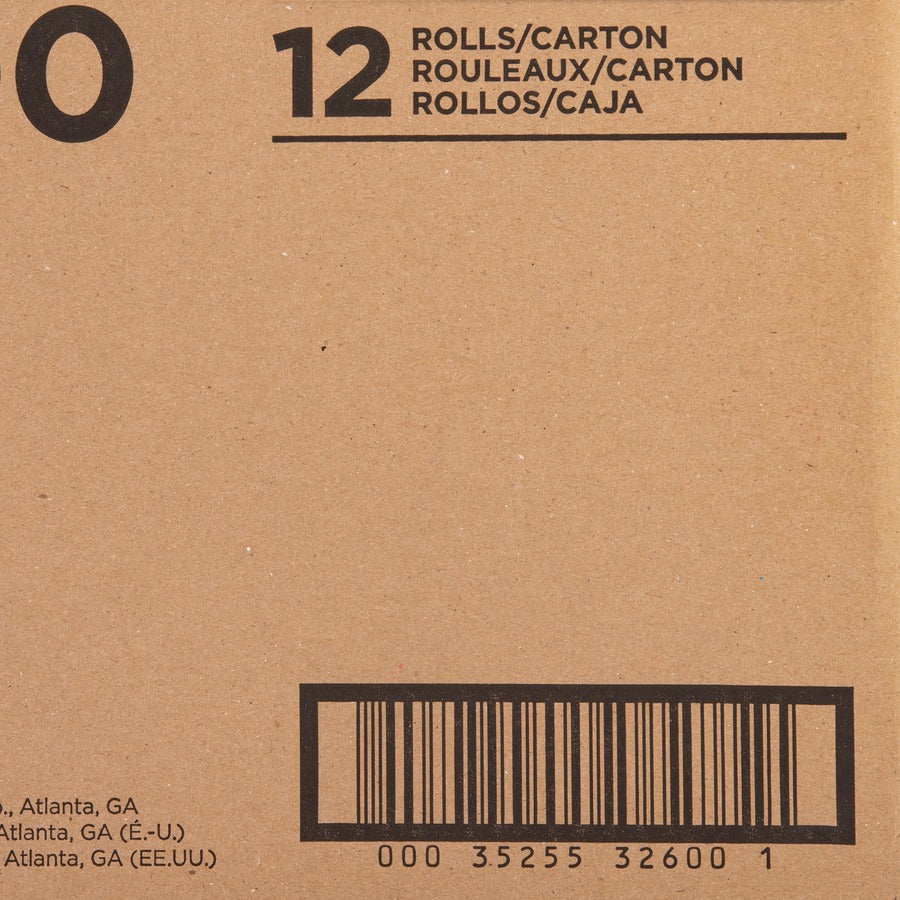 12 ROLLS/CARTON
ROULEAUX/CARTON
ROLLOS/CAJA
Atlanta, GA
Atlanta, GA (É.-U.)
Atlanta, GA (EE.UU.)
000 35255 32600 1